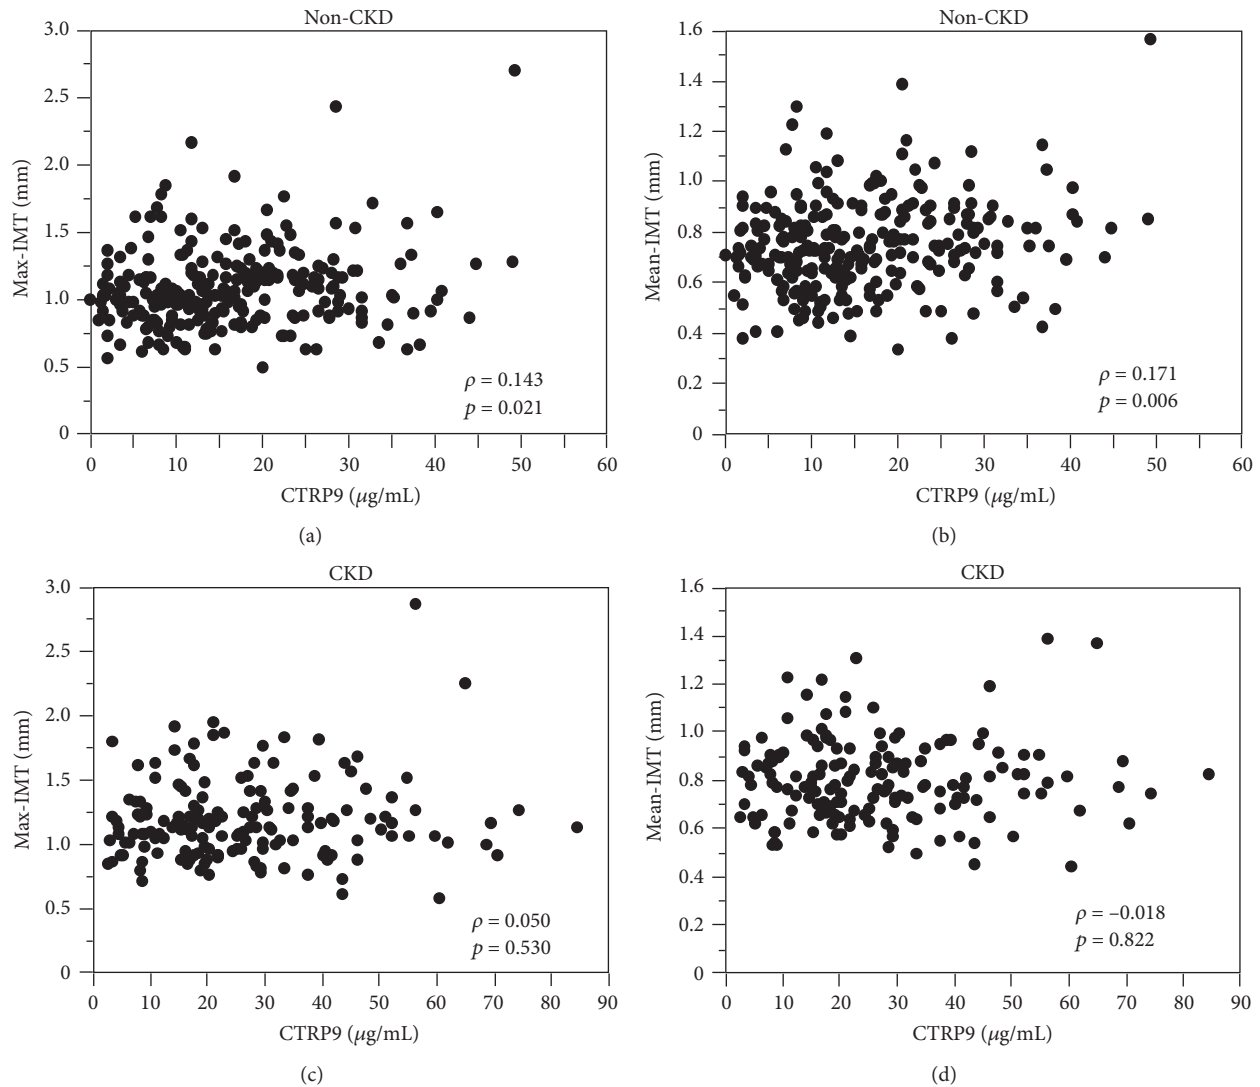 Non-CKD
3.0
2.5
2.0
1.5
1.0
0.5
0
Max-IMT (mm)
ρ = 0.143
p = 0.021
0 10 20 30 40 50 60
CTRP9 (μg/mL)
(a)
Non-CKD
1.6
1.4
1.2
1.0
0.8
0.6
0.4
0.2
0
Mean-IMT (mm)
ρ = 0.171
p = 0.006
0 10 20 30 40 50 60
CTRP9 (μg/mL)
(b)
CKD
3.0
2.5
2.0
1.5
1.0
0.5
0
Max-IMT (mm)
ρ = 0.050
p = 0.530
0 10 20 30 40 50 60 70 80 90
CTRP9 (μg/mL)
(c)
CKD
1.6
1.4
1.2
1.0
0.8
0.6
0.4
0.2
0
Mean-IMT (mm)
ρ = –0.018
p = 0.822
0 10 20 30 40 50 60 70 80 90
CTRP9 (μg/mL)
(d)